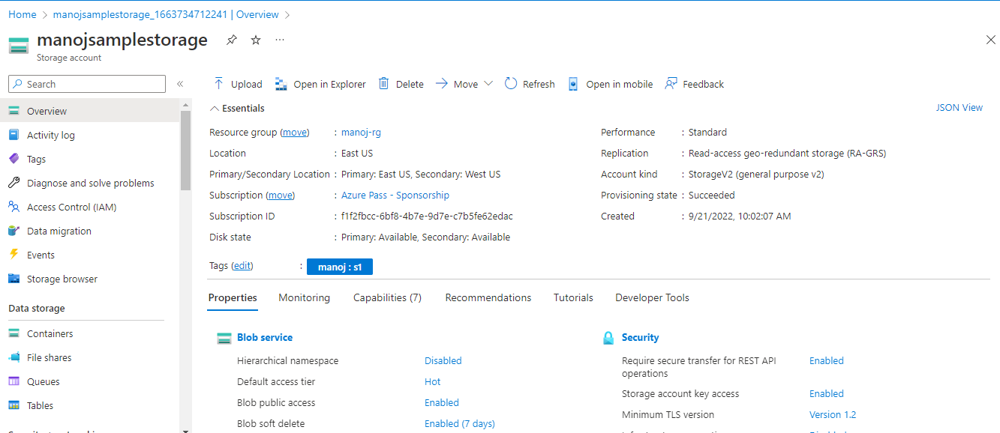 Home > manojsamplestorage_1663734712241 | Overview >
manojsamplestorage
Storage account
Search
Upload Open in Explorer Delete Move Refresh Open in mobile Feedback
Overview
Activity log
Tags
Diagnose and solve problems
Access Control (IAM)
Data migration
Events
Storage browser
Data storage
Containers
File shares
Queues
Tables
Essentials
JSON View
Resource group (move) : manoj-rg
Location : East US
Primary/Secondary Location : Primary: East US, Secondary: West US
Subscription (move) : Azure Pass - Sponsorship
Subscription ID : f1f2fbcc-6bf8-4b7e-9d7e-c7b5fe62edac
Disk state : Primary: Available, Secondary: Available
Performance : Standard
Replication : Read-access geo-redundant storage (RA-GRS)
Account kind : StorageV2 (general purpose v2)
Provisioning state : Succeeded
Created : 9/21/2022, 10:02:07 AM
Tags (edit) : manoj : s1
Properties Monitoring Capabilities (7) Recommendations Tutorials Developer Tools
Blob service
Hierarchical namespace Disabled
Default access tier Hot
Blob public access Enabled
Blob soft delete Enabled (7 days)
Security
Require secure transfer for REST API
operations Enabled
Storage account key access Enabled
Minimum TLS version Version 1.2